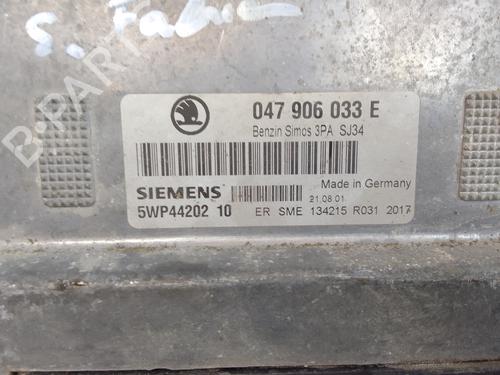 S. Fabia
047 906 033 E
Benzin Simos 3PA SJ34
SIEMENS
Made in Germany
21.08.01
5WP44202 10
ER SME 134215 R031 2017
B-Parts